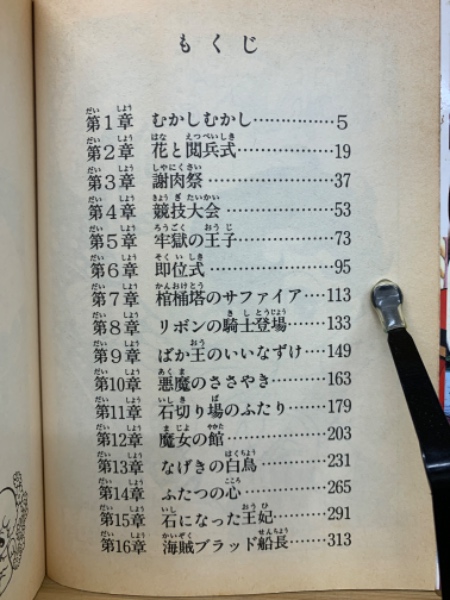 もくじ
第1章 むかしむかし……………5
第2章 花と閲兵式……………19
第3章 謝肉祭……………37
第4章 競技大会……………53
第5章 牢獄の王子……………73
第6章 即位式……………95
第7章 棺桶塔のサファイア……113
第8章 リボンの騎士登場………133
第9章 ばか王のいいなずけ……149
第10章 悪魔のささやき…………163
第11章 石切り場のふたり………179
第12章 魔女の館…………………203
第13章 なげきの白鳥……………231
第14章 ふたつの心………………265
第15章 石になった王妃…………291
第16章 海賊ブラッド船長………313